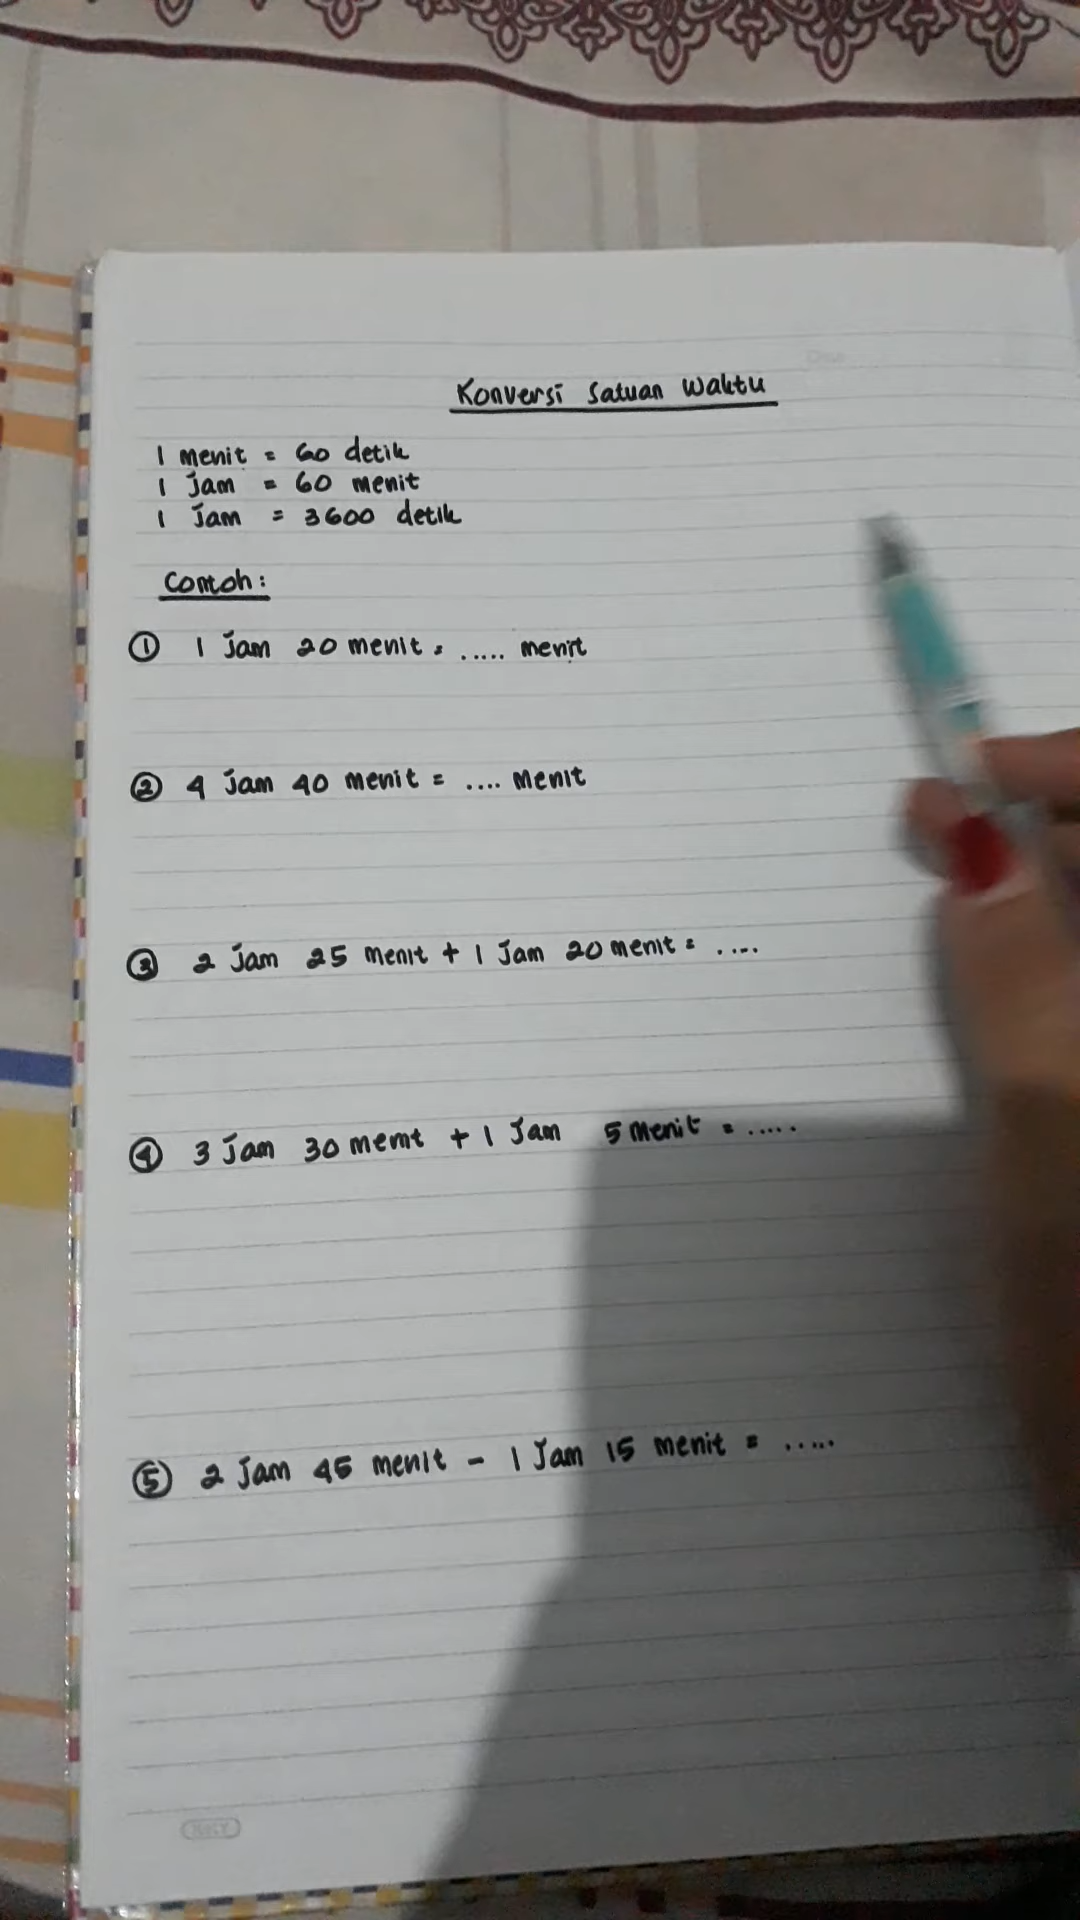 Konversi Satuan Waktu
1 menit = 60 detik
1 Jam = 60 menit
1 Jam = 3600 detik
Contoh:
① 1 Jam 20 menit = ..... menit
② 4 Jam 40 menit = .... menit
③ 2 Jam 25 menit + 1 Jam 20 menit = ....
④ 3 Jam 30 menit + 1 Jam 5 menit = .....
⑤ 2 Jam 45 menit - 1 Jam 15 menit = .....